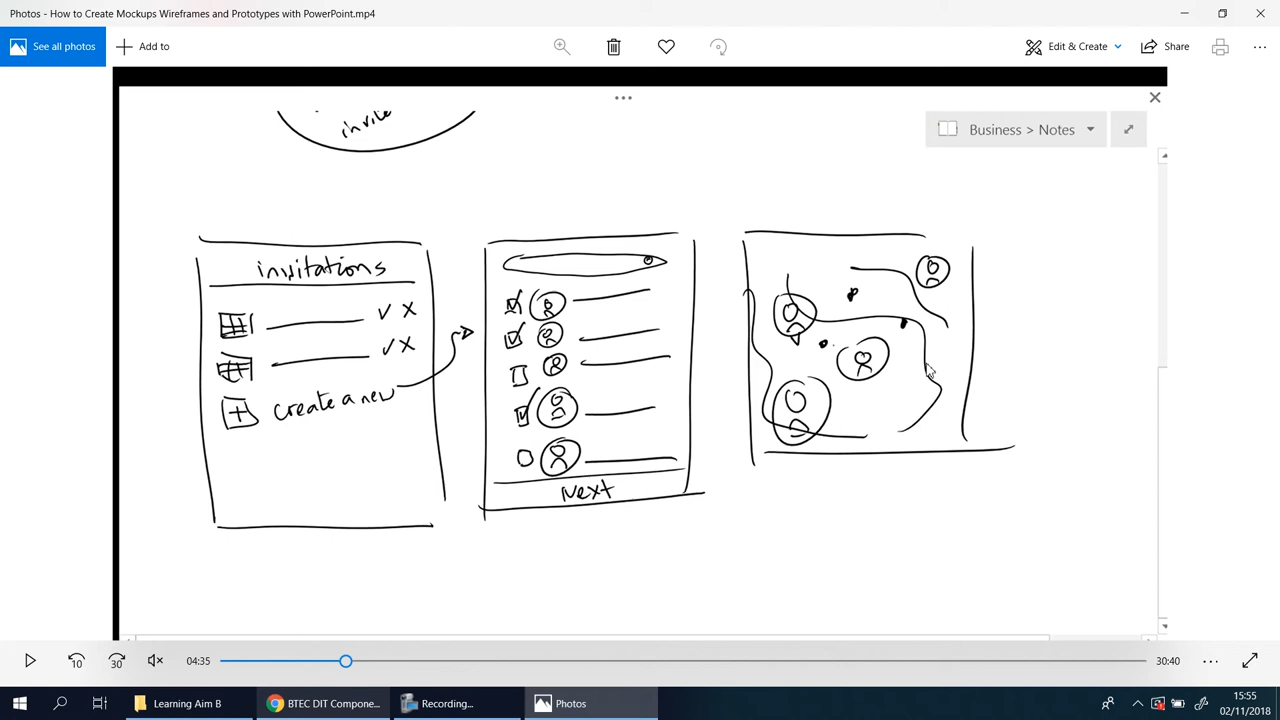 Photos - How to Create Mockups Wireframes and Prototypes with PowerPoint.mp4
See all photos
Add to
Edit & Create
Share
invite
Business > Notes
invitations
create a new
Next
10
30
04:35
30:40
Learning Aim B
BTEC DIT Compone...
Recording...
Photos
15:55
02/11/2018